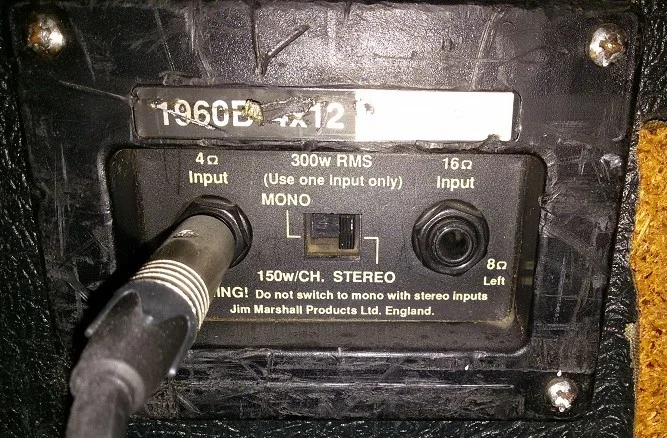 1960B 4x12
4Ω
Input
300w RMS
(Use one input only)
16Ω
Input
MONO
150w/CH. STEREO
8Ω
Left
Do not switch to mono with stereo inputs
Jim Marshall Products Ltd. England.